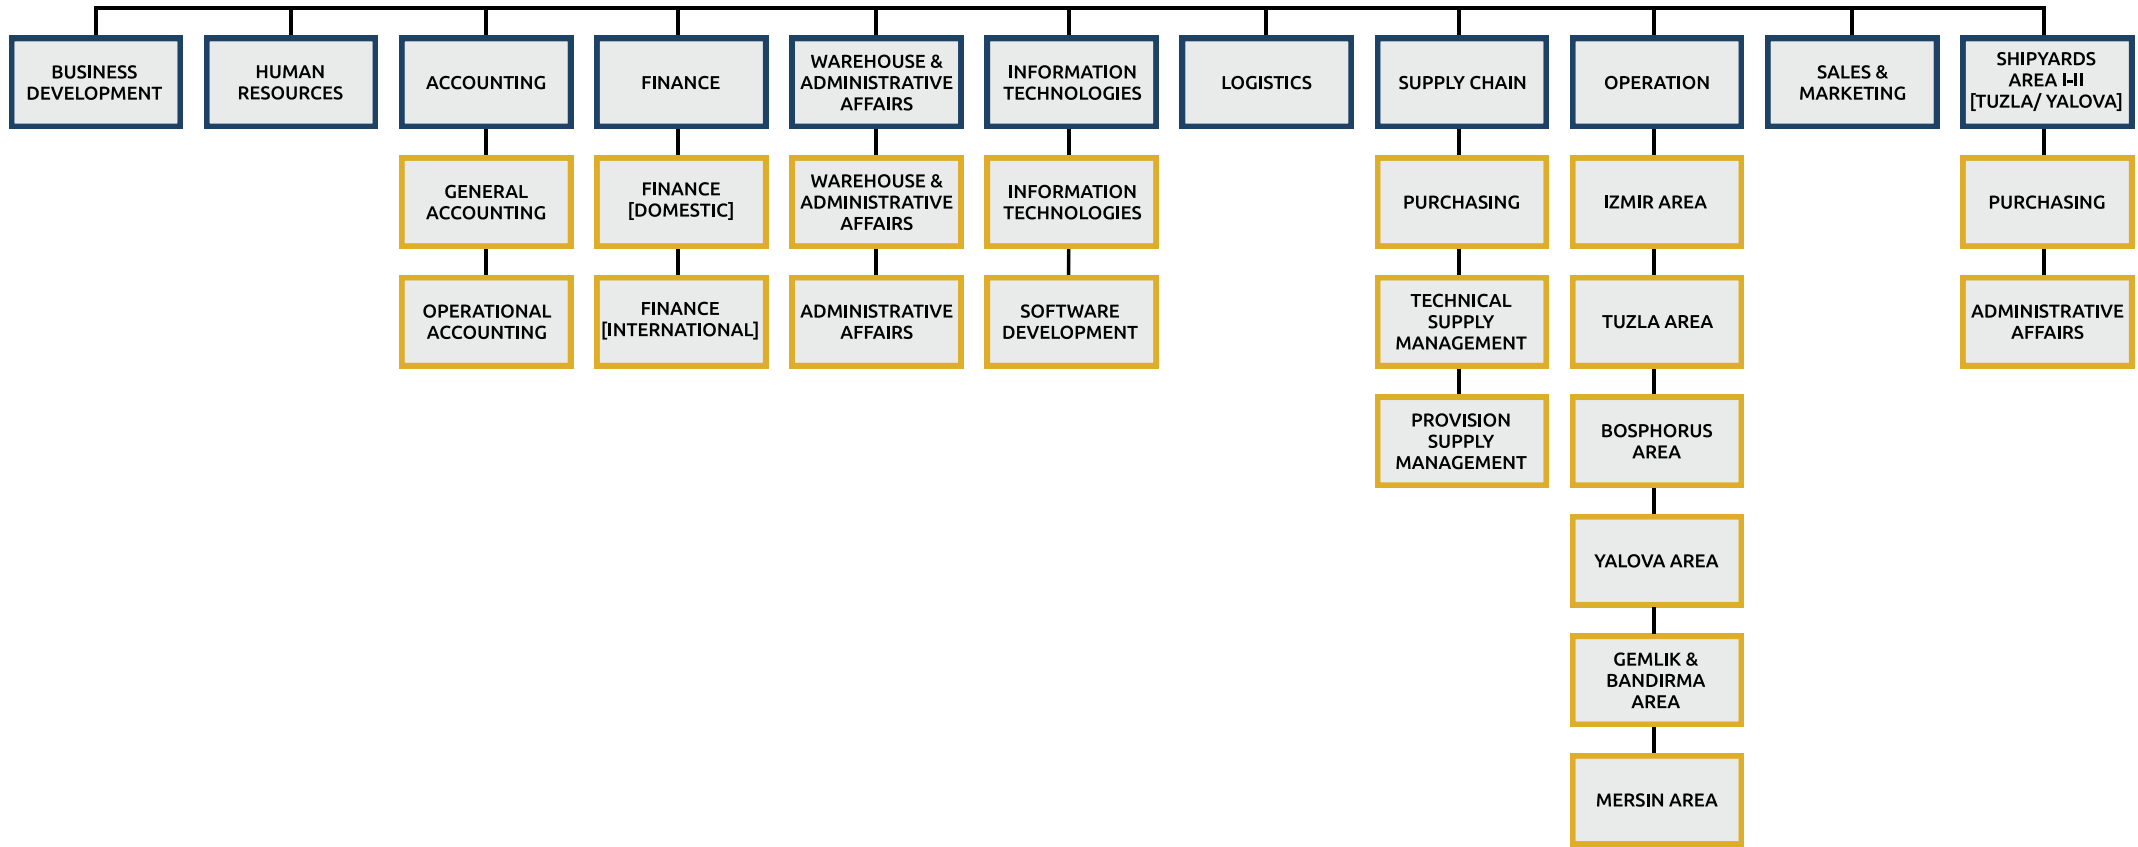 BUSINESS
DEVELOPMENT
HUMAN
RESOURCES
ACCOUNTING
FINANCE
WAREHOUSE &
ADMINISTRATIVE
AFFAIRS
INFORMATION
TECHNOLOGIES
LOGISTICS
SUPPLY CHAIN
OPERATION
SALES &
MARKETING
SHIPYARDS
AREA I-II
[TUZLA/ YALOVA]
GENERAL
ACCOUNTING
FINANCE
[DOMESTIC]
WAREHOUSE &
ADMINISTRATIVE
AFFAIRS
INFORMATION
TECHNOLOGIES
PURCHASING
IZMIR AREA
PURCHASING
OPERATIONAL
ACCOUNTING
FINANCE
[INTERNATIONAL]
ADMINISTRATIVE
AFFAIRS
SOFTWARE
DEVELOPMENT
TECHNICAL
SUPPLY
MANAGEMENT
TUZLA AREA
ADMINISTRATIVE
AFFAIRS
PROVISION
SUPPLY
MANAGEMENT
BOSPHORUS
AREA
YALOVA AREA
GEMLIK &
BANDIRMA
AREA
MERSIN AREA